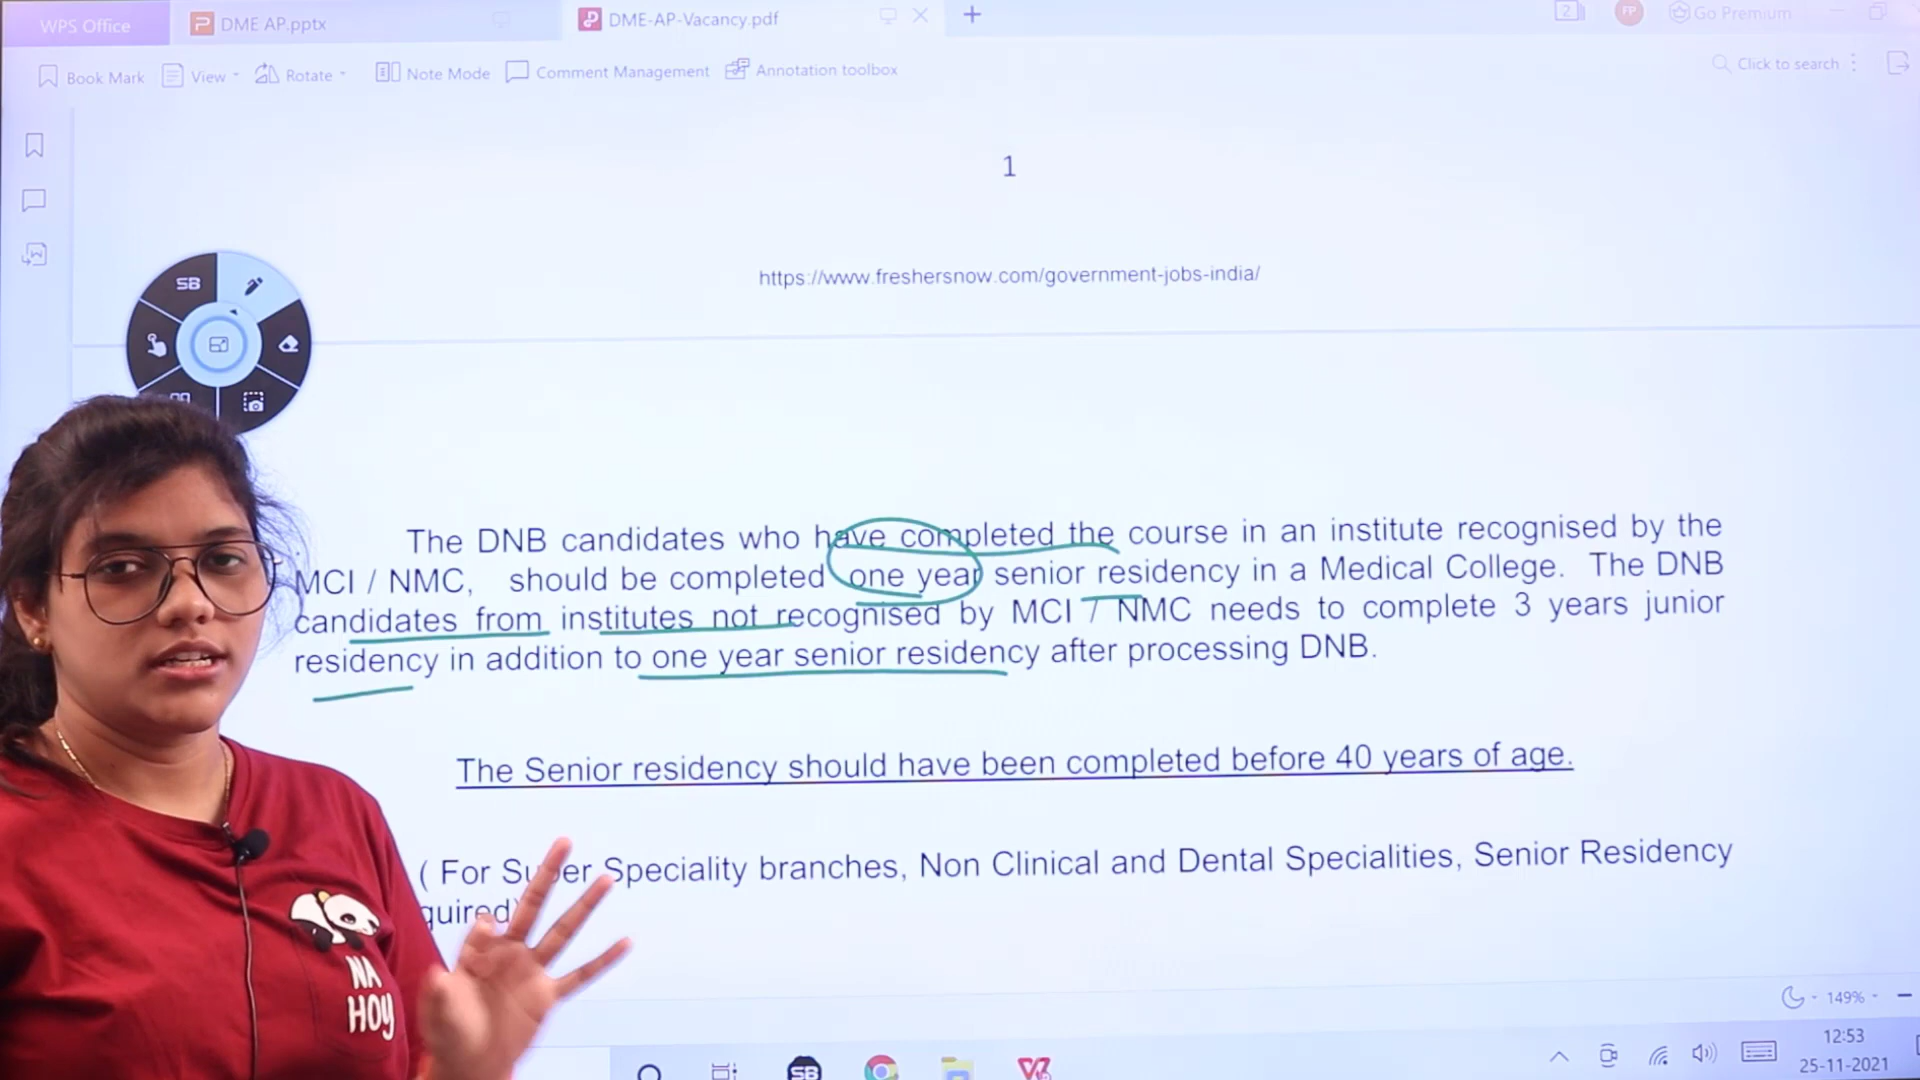 WPS Office
DME AP.pptx
DME-AP-Vacancy.pdf
2
FP
Go Premium
Book Mark
View
Rotate
Note Mode
Comment Management
Annotation toolbox
Click to search
1
https://www.freshersnow.com/government-jobs-india/
SB
The DNB candidates who have completed the course in an institute recognised by the
MCI / NMC, should be completed one year senior residency in a Medical College. The DNB
candidates from institutes not recognised by MCI / NMC needs to complete 3 years junior
residency in addition to one year senior residency after processing DNB.
The Senior residency should have been completed before 40 years of age.
( For Super Speciality branches, Non Clinical and Dental Specialities, Senior Residency
quired)
NA
HOY
149%
SB
12:53
25-11-2021